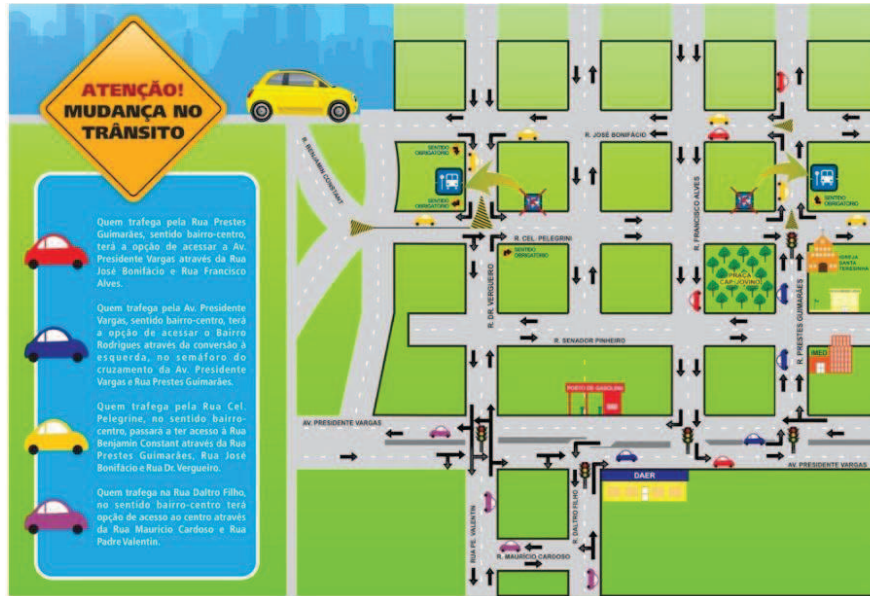 ATENÇÃO!
MUDANÇA NO
TRÂNSITO
Quem trafega pela Rua Prestes
Guimarães, sentido bairro-centro,
terá a opção de acessar a Av.
Presidente Vargas através da Rua
José Bonifácio e Rua Francisco
Alves.
Quem trafega pela Av. Presidente
Vargas, sentido bairro-centro, terá
a opção de acessar o Bairro
Rodrigues através da conversão à
esquerda, no semáforo do
cruzamento da Av. Presidente
Vargas e Rua Prestes Guimarães.
Quem trafega pela Rua Cel.
Pelegrine, no sentido bairro-
centro, passará a ter acesso à Rua
Benjamin Constant através da Rua
Prestes Guimarães, Rua José
Bonifácio e Rua Dr. Vergueiro.
Quem trafega na Rua Daltro Filho,
no sentido bairro-centro terá
opção de acesso ao centro através
da Rua Maurício Cardoso e Rua
Padre Valentin.
R. BENJAMIN CONSTANT
R. JOSÉ BONIFÁCIO
SENTIDO
OBRIGATÓRIO
SENTIDO
OBRIGATÓRIO
SENTIDO
OBRIGATÓRIO
R. CEL. PELEGRINI
SENTIDO
OBRIGATÓRIO
R. FRANCISCO ALVES
PRAÇA
CAP. JOVINO
IGREJA
SANTA
TEREZINHA
R. DR. VERGUEIRO
R. PRESTES GUIMARÃES
R. SENADOR PINHEIRO
IMED
POSTO DE GASOLINA
AV. PRESIDENTE VARGAS
AV. PRESIDENTE VARGAS
DAER
RUA PE. VALENTIN
R. DALTRO FILHO
R. MAURÍCIO CARDOSO